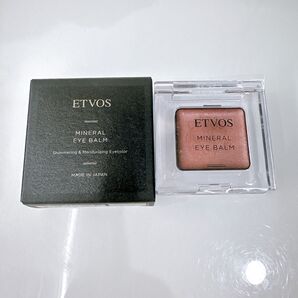 ETVOS
MINERAL
EYE BALM
Shimmering & Moisturizing Eyecolor
MADE IN JAPAN
ETVOS
MINERAL
EYE BALM